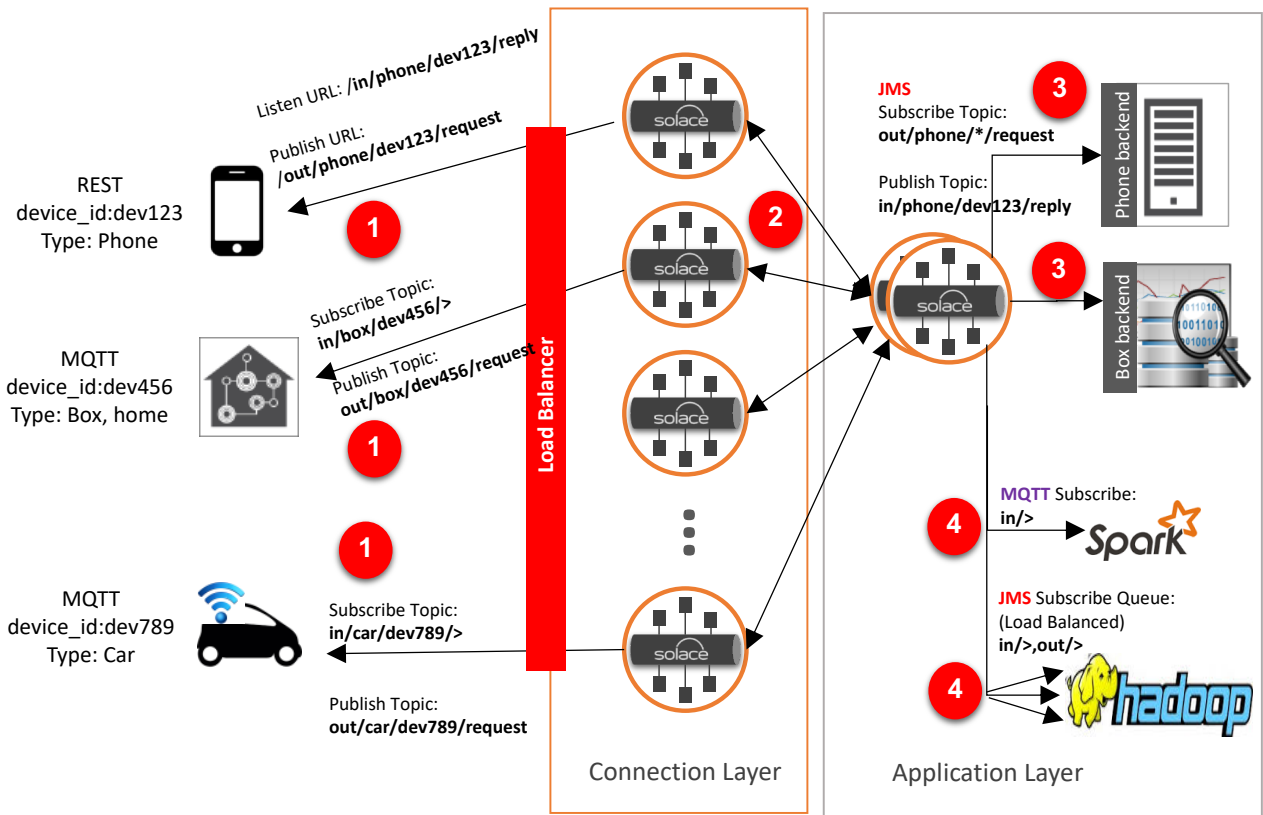 REST
device_id:dev123
Type: Phone
Listen URL: /in/phone/dev123/reply
Publish URL:
/out/phone/dev123/request
1
MQTT
device_id:dev456
Type: Box, home
Subscribe Topic:
in/box/dev456/>
Publish Topic:
out/box/dev456/request
1
1
MQTT
device_id:dev789
Type: Car
Subscribe Topic:
in/car/dev789/>
Publish Topic:
out/car/dev789/request
Load Balancer
solace
solace
solace
solace
2
Connection Layer
solace
JMS
Subscribe Topic:
out/phone/*/request
Publish Topic:
in/phone/dev123/reply
3
Phone backend
3
Box backend
4
MQTT Subscribe:
in/>
Spark
JMS Subscribe Queue:
(Load Balanced)
in/>,out/>
4
hadoop
Application Layer